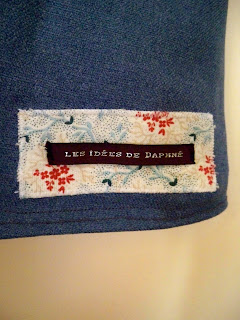 LES IDÉES DE DAPHNÉ